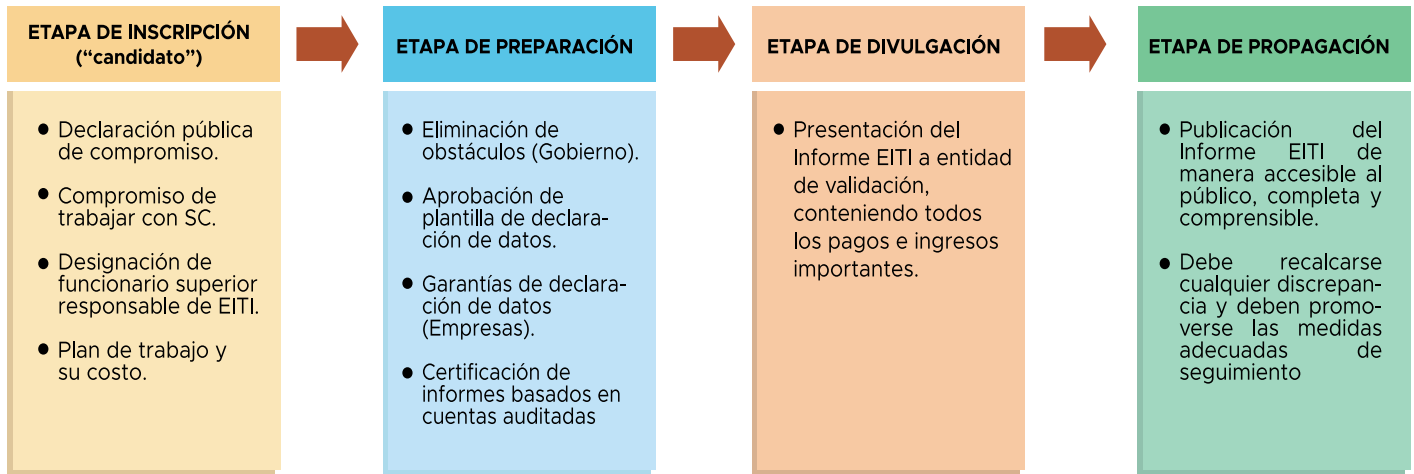 ETAPA DE INSCRIPCIÓN
(“candidato”)
Declaración pública
de compromiso.
Compromiso de
trabajar con SC.
Designación de
funcionario superior
responsable de EITI.
Plan de trabajo y
su costo.
ETAPA DE PREPARACIÓN
Eliminación de
obstáculos (Gobierno).
Aprobación de
plantilla de declara-
ción de datos.
Garantías de declara-
ción de datos
(Empresas).
Certificación de
informes basados en
cuentas auditadas
ETAPA DE DIVULGACIÓN
Presentación del
Informe EITI a entidad
de validación,
conteniendo todos
los pagos e ingresos
importantes.
ETAPA DE PROPAGACIÓN
Publicación del
Informe EITI de
manera accesible al
público, completa y
comprensible.
Debe recalcarse
cualquier discrepan-
cia y deben promo-
verse las medidas
adecuadas de
seguimiento